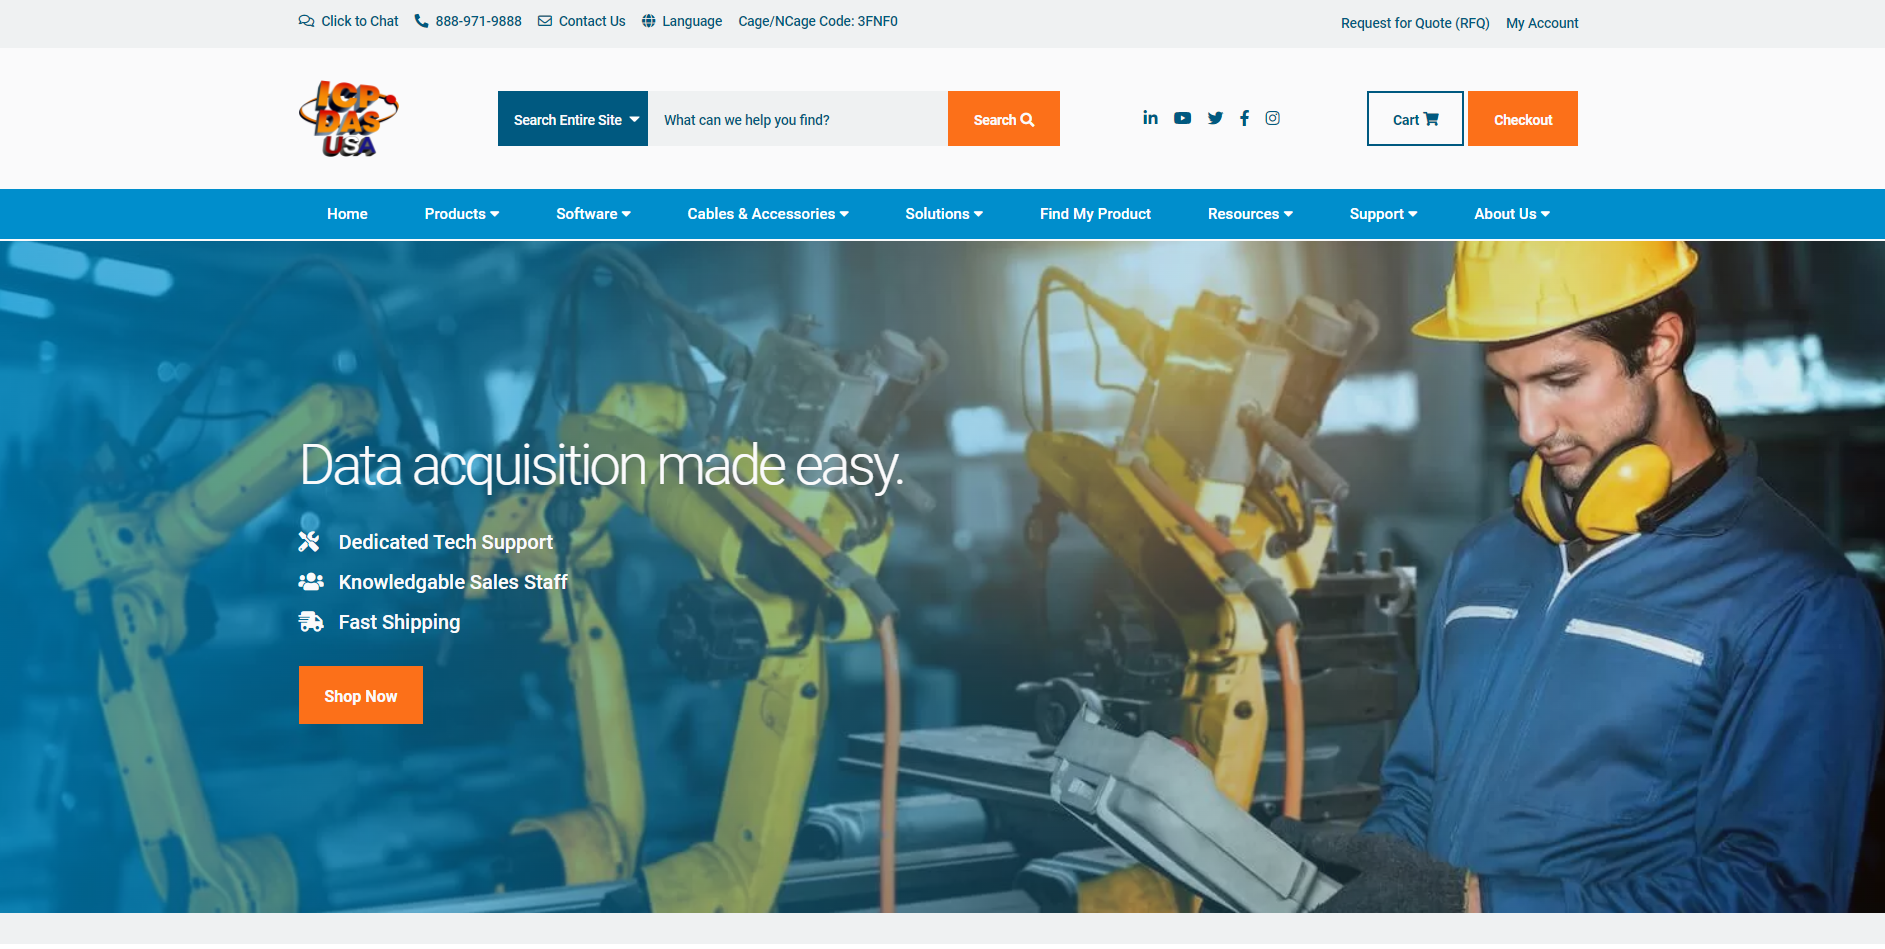 Click to Chat 888-971-9888 Contact Us Language Cage/NCage Code: 3FNF0 Request for Quote (RFQ) My Account
ICP
DAS
USA
Search Entire Site What can we help you find? Search Cart Checkout
Home Products Software Cables & Accessories Solutions Find My Product Resources Support About Us
Data acquisition made easy.
Dedicated Tech Support
Knowledgable Sales Staff
Fast Shipping
Shop Now